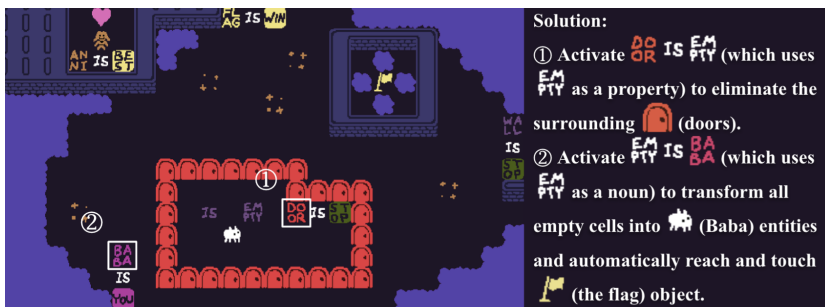 FLAG IS WIN
ANNI IS BEST
WALL
IS
STOP
①
IS EMPTY DOOR IS STOP
②
BABA
IS
YOU
Solution:
① Activate DOOR IS EMPTY (which uses
EMPTY as a property) to eliminate the
surrounding (doors).
② Activate EMPTY IS BABA (which uses
EMPTY as a noun) to transform all
empty cells into (Baba) entities
and automatically reach and touch
(the flag) object.